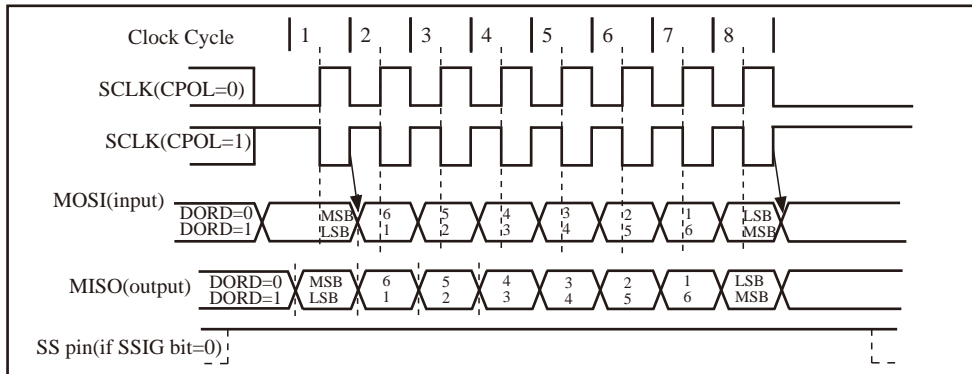 Clock Cycle 1 2 3 4 5 6 7 8
SCLK(CPOL=0)
SCLK(CPOL=1)
MOSI(input)
DORD=0 MSB 6 5 4 3 2 1 LSB
DORD=1 LSB 1 2 3 4 5 6 MSB
MISO(output)
DORD=0 MSB 6 5 4 3 2 1 LSB
DORD=1 LSB 1 2 3 4 5 6 MSB
SS pin(if SSIG bit=0)